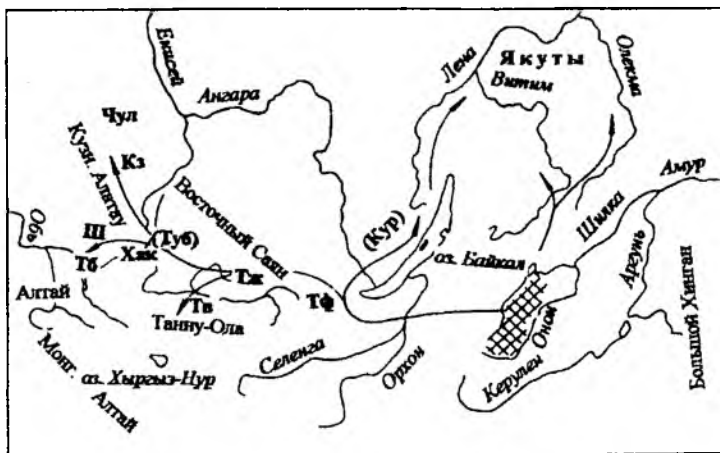 Енисей
Ангара
Лена
Якуты
Витим
Олекма
Чул
Кузн. Алатау
Кз
Восточный Саян
(Кур)
Амур
Шилка
Обь
Ш
(Туб)
Тб
Хак
Тж
оз. Байкал
Аргунь
Большой Хинган
Алтай
Тв
Тф
Танну-Ола
Онон
Монг. Алтай
оз. Хыргыз-Нур
Селенга
Орхон
Керулен